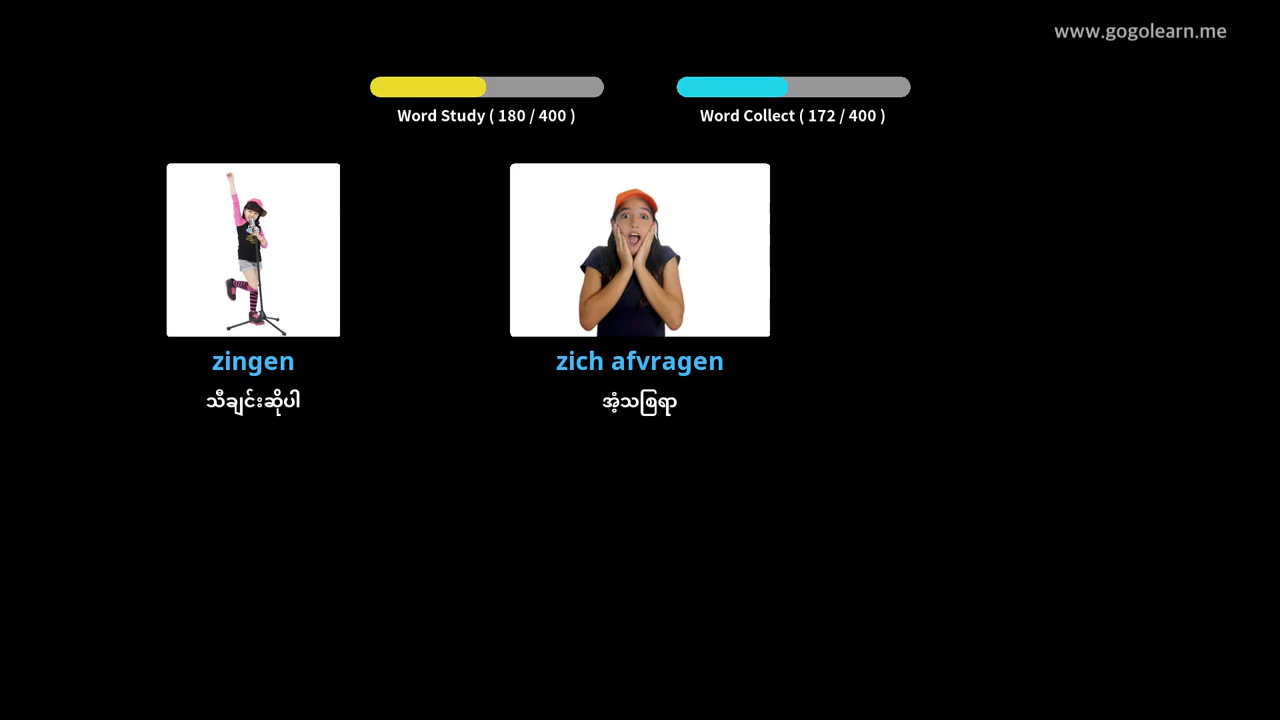 www.gogolearn.me
Word Study ( 180 / 400 )
Word Collect ( 172 / 400 )
zingen
သီချင်းဆိုပါ
zich afvragen
အံ့သစြရာ